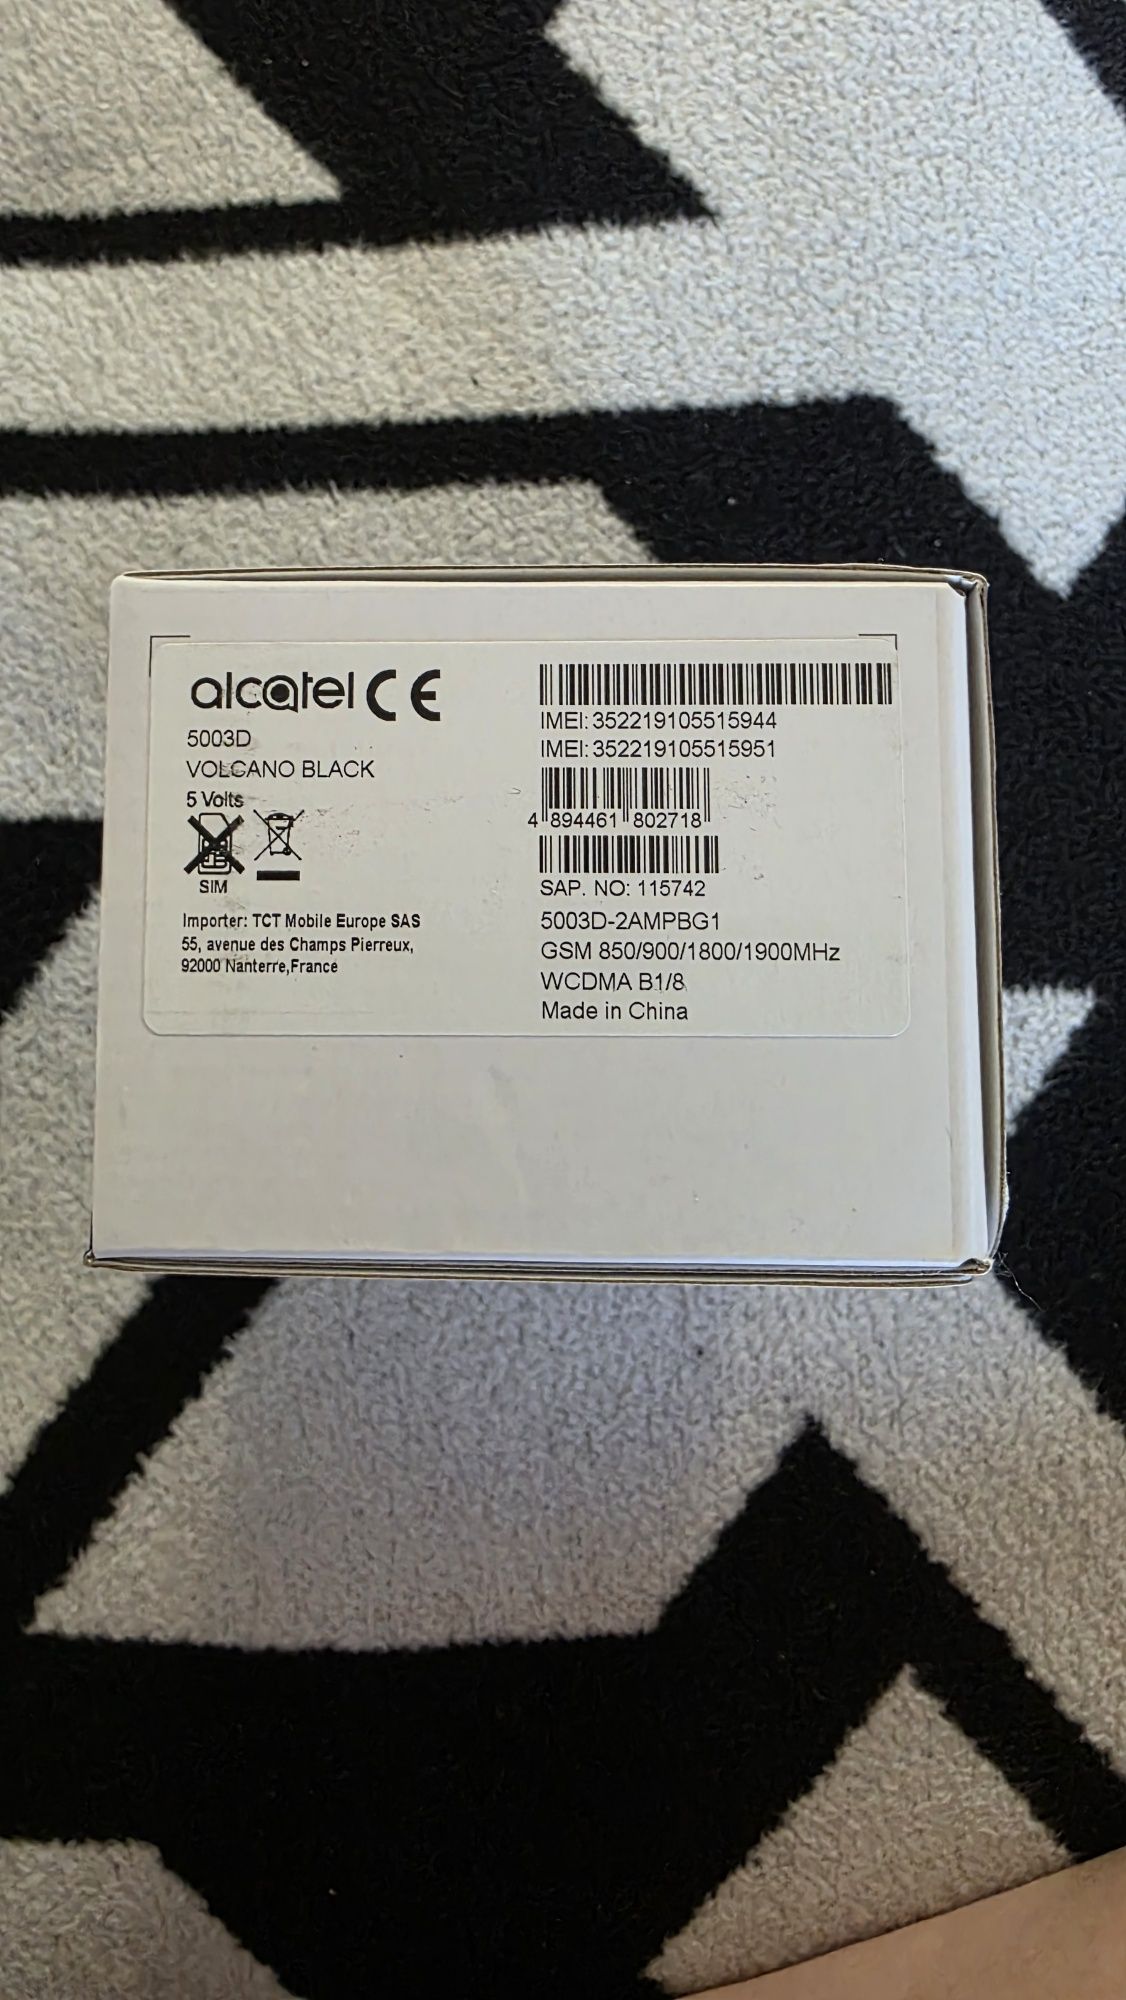 alcatel CE
5003D
VOLCANO BLACK
5 Volts
SIM
Importer: TCT Mobile Europe SAS
55, avenue des Champs Pierreux,
92000 Nanterre,France
IMEI: 352219105515944
IMEI: 352219105515951
4 894461 802718
SAP. NO: 115742
5003D-2AMPBG1
GSM 850/900/1800/1900MHz
WCDMA B1/8
Made in China